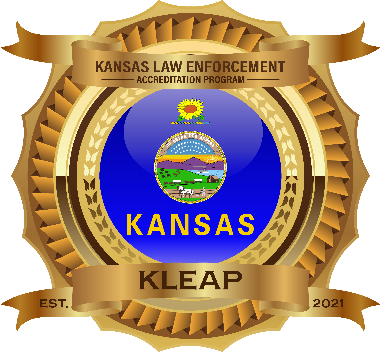 KANSAS LAW ENFORCEMENT
ACCREDITATION PROGRAM
KANSAS
KLEAP
EST. 2021